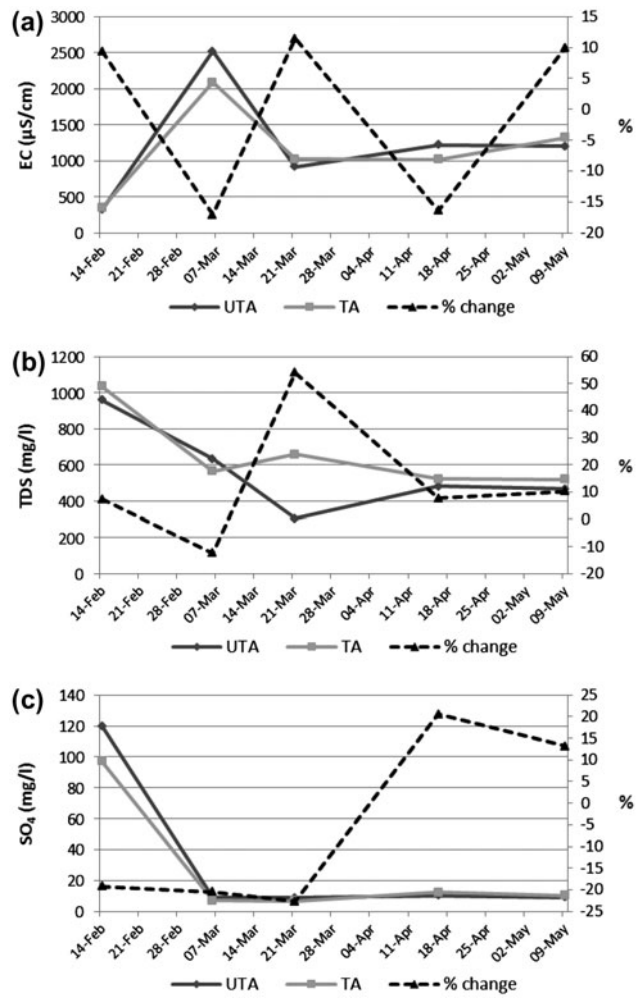 (a)
EC (µS/cm)
3000
2500
2000
1500
1000
500
0
15
10
5
0
-5
-10
-15
-20
%
14-Feb
21-Feb
28-Feb
07-Mar
14-Mar
21-Mar
28-Mar
04-Apr
11-Apr
18-Apr
25-Apr
02-May
09-May
UTA TA % change
(b)
TDS (mg/l)
1200
1000
800
600
400
200
0
60
50
40
30
20
10
0
-10
-20
%
14-Feb
21-Feb
28-Feb
07-Mar
14-Mar
21-Mar
28-Mar
04-Apr
11-Apr
18-Apr
25-Apr
02-May
09-May
UTA TA % change
(c)
SO₄ (mg/l)
140
120
100
80
60
40
20
0
25
20
15
10
5
0
-5
-10
-15
-20
-25
%
14-Feb
21-Feb
28-Feb
07-Mar
14-Mar
21-Mar
28-Mar
04-Apr
11-Apr
18-Apr
25-Apr
02-May
09-May
UTA TA % change